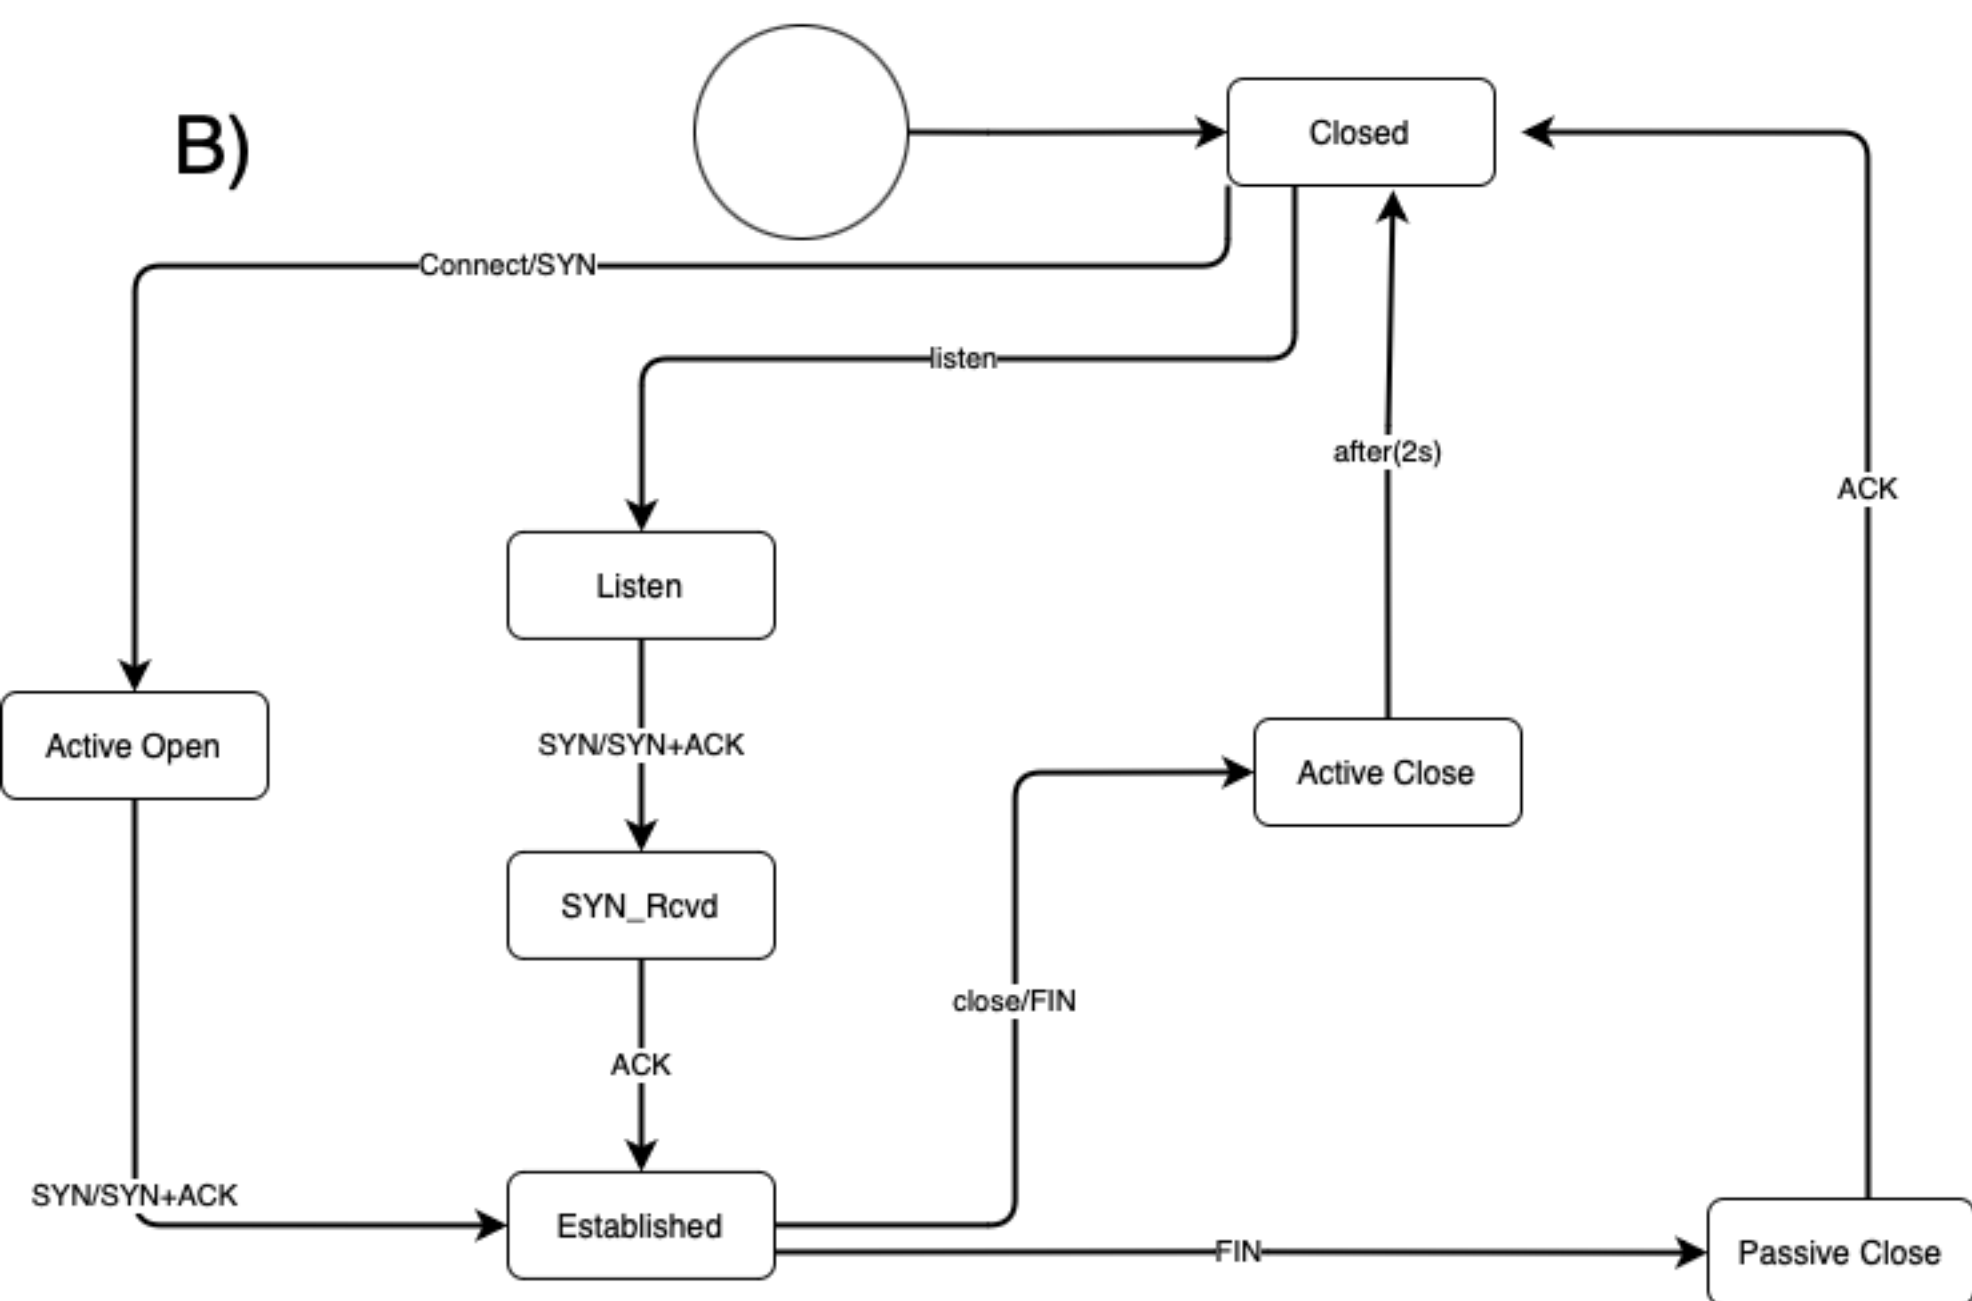 B)
Closed
Connect/SYN
listen
after(2s)
ACK
Listen
Active Open
SYN/SYN+ACK
Active Close
SYN_Rcvd
close/FIN
ACK
SYN/SYN+ACK
Established
FIN
Passive Close